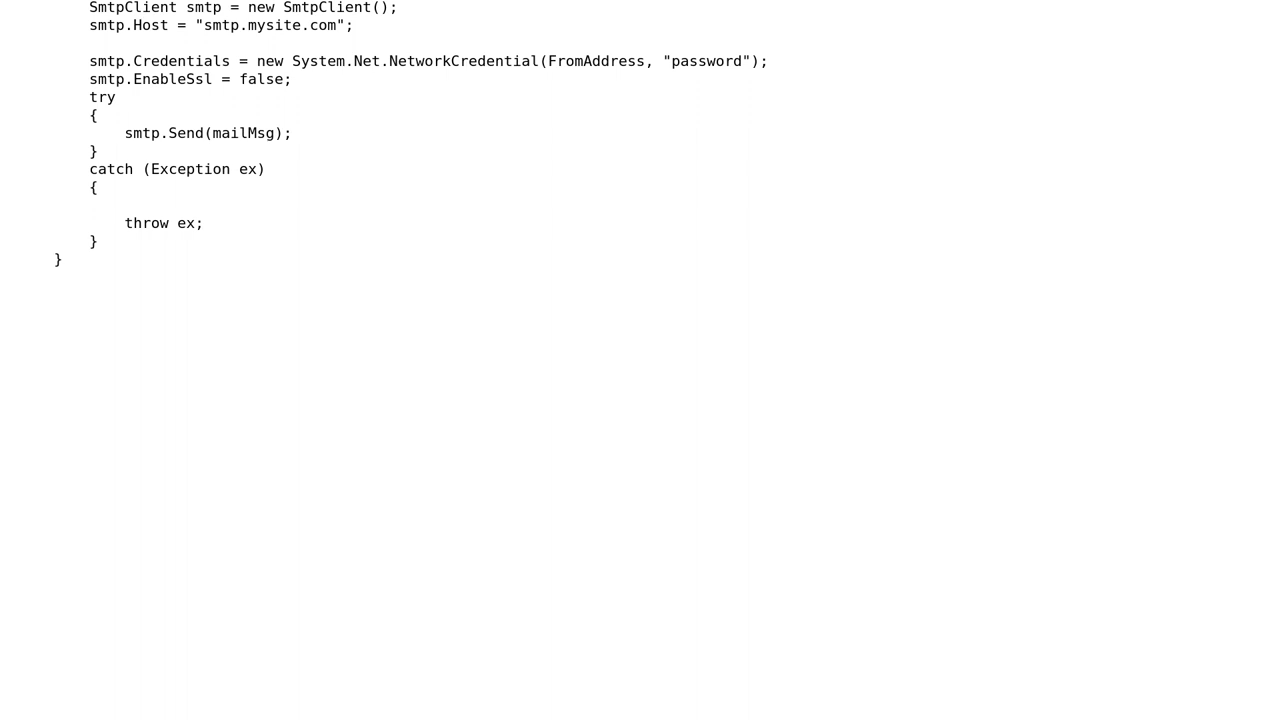 SmtpClient smtp = new SmtpClient();
smtp.Host = "smtp.mysite.com";
smtp.Credentials = new System.Net.NetworkCredential(FromAddress, "password");
smtp.EnableSsl = false;
try
{
smtp.Send(mailMsg);
}
catch (Exception ex)
{
throw ex;
}
}